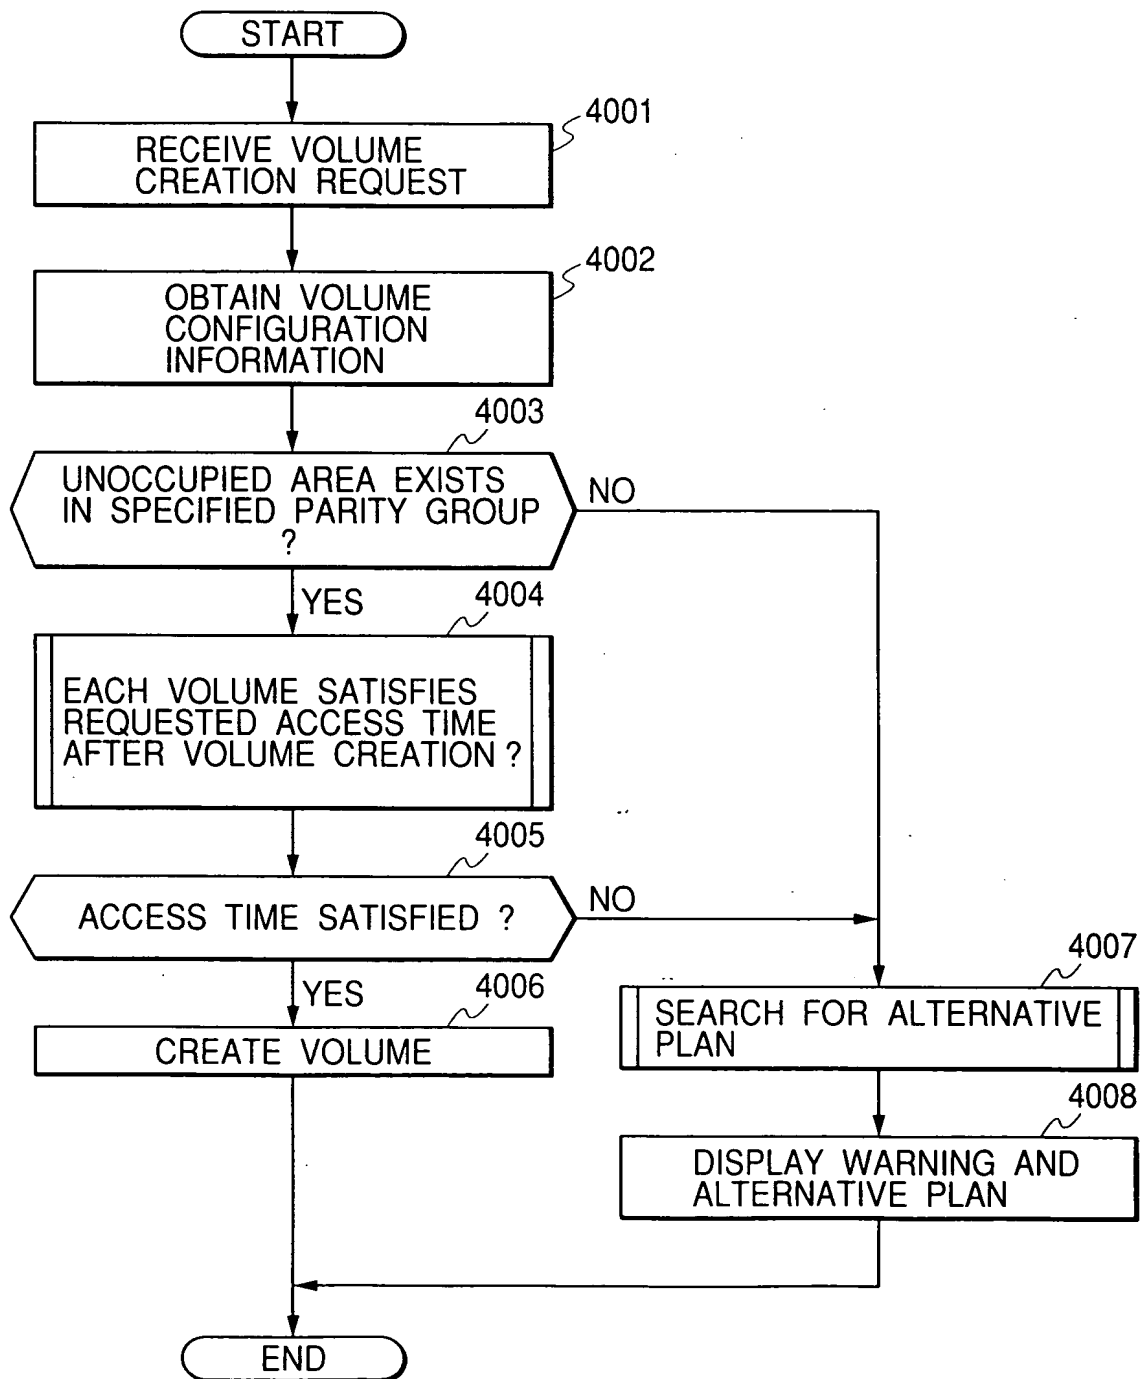 START
4001
RECEIVE VOLUME
CREATION REQUEST
4002
OBTAIN VOLUME
CONFIGURATION
INFORMATION
4003
UNOCCUPIED AREA EXISTS
IN SPECIFIED PARITY GROUP
?
NO
YES
4004
EACH VOLUME SATISFIES
REQUESTED ACCESS TIME
AFTER VOLUME CREATION ?
4005
ACCESS TIME SATISFIED ?
NO
YES
4006
CREATE VOLUME
4007
SEARCH FOR ALTERNATIVE
PLAN
4008
DISPLAY WARNING AND
ALTERNATIVE PLAN
END